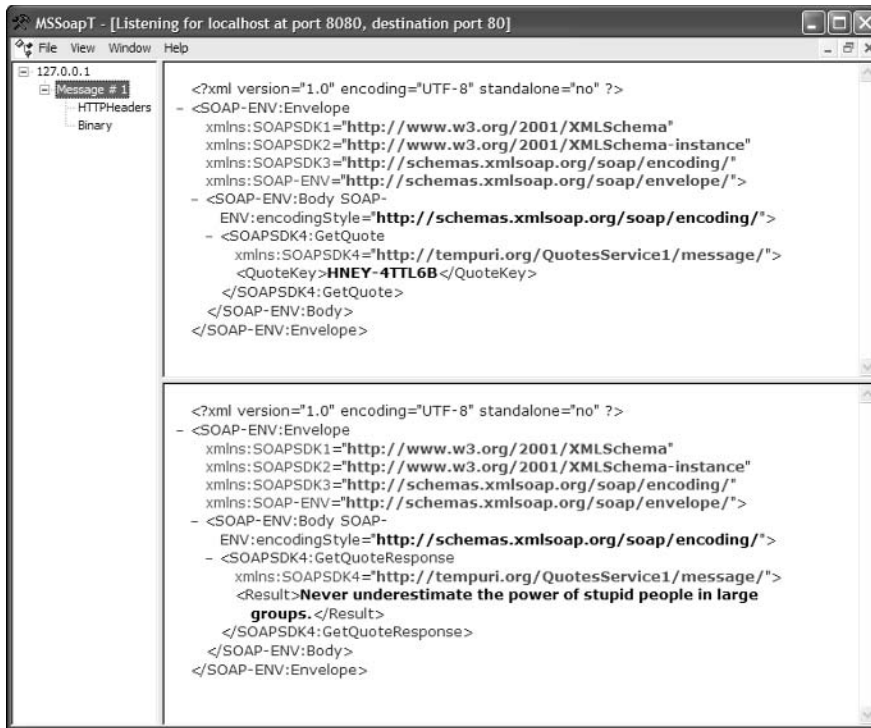 MSSoapT - [Listening for localhost at port 8080, destination port 80]
File View Window Help
127.0.0.1
Message # 1
HTTPHeaders
Binary
<?xml version="1.0" encoding="UTF-8" standalone="no" ?>
- <SOAP-ENV:Envelope
xmlns:SOAPSDK1="http://www.w3.org/2001/XMLSchema"
xmlns:SOAPSDK2="http://www.w3.org/2001/XMLSchema-instance"
xmlns:SOAPSDK3="http://schemas.xmlsoap.org/soap/encoding/"
xmlns:SOAP-ENV="http://schemas.xmlsoap.org/soap/envelope/">
- <SOAP-ENV:Body SOAP-
ENV:encodingStyle="http://schemas.xmlsoap.org/soap/encoding/">
- <SOAPSDK4:GetQuote
xmlns:SOAPSDK4="http://tempuri.org/QuotesService1/message/">
<QuoteKey>HNEY-4TTL6B</QuoteKey>
</SOAPSDK4:GetQuote>
</SOAP-ENV:Body>
</SOAP-ENV:Envelope>
<?xml version="1.0" encoding="UTF-8" standalone="no" ?>
- <SOAP-ENV:Envelope
xmlns:SOAPSDK1="http://www.w3.org/2001/XMLSchema"
xmlns:SOAPSDK2="http://www.w3.org/2001/XMLSchema-instance"
xmlns:SOAPSDK3="http://schemas.xmlsoap.org/soap/encoding/"
xmlns:SOAP-ENV="http://schemas.xmlsoap.org/soap/envelope/">
- <SOAP-ENV:Body SOAP-
ENV:encodingStyle="http://schemas.xmlsoap.org/soap/encoding/">
- <SOAPSDK4:GetQuoteResponse
xmlns:SOAPSDK4="http://tempuri.org/QuotesService1/message/">
<Result>Never underestimate the power of stupid people in large
groups.</Result>
</SOAPSDK4:GetQuoteResponse>
</SOAP-ENV:Body>
</SOAP-ENV:Envelope>